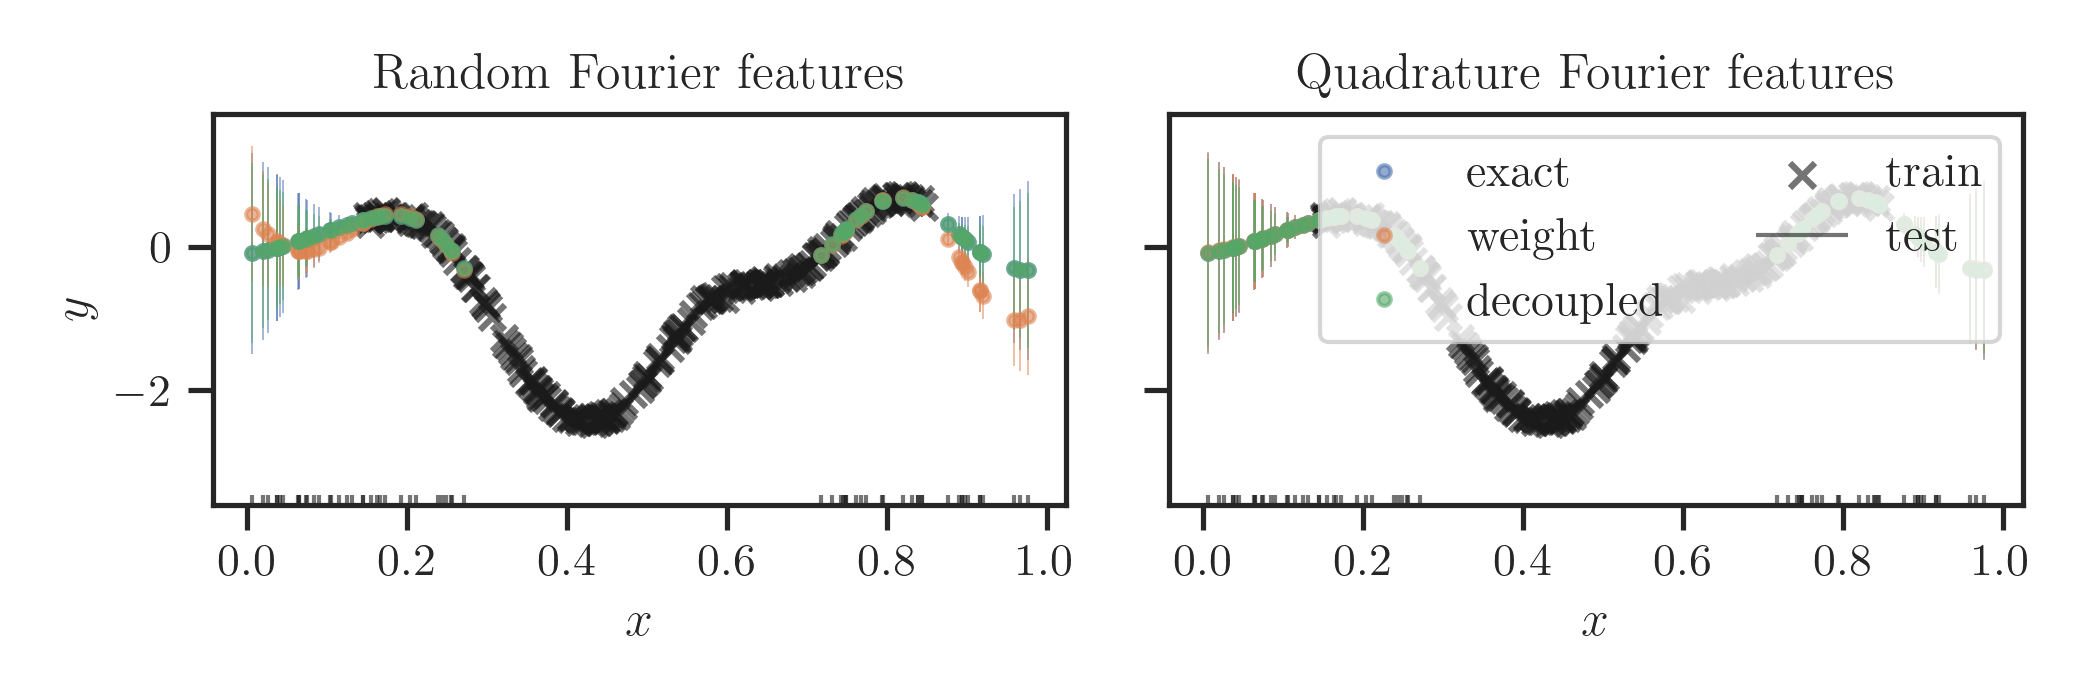 Random Fourier features
Quadrature Fourier features
y
0
−2
0.0 0.2 0.4 0.6 0.8 1.0
x
exact
weight
decoupled
train
test
0.0 0.2 0.4 0.6 0.8 1.0
x